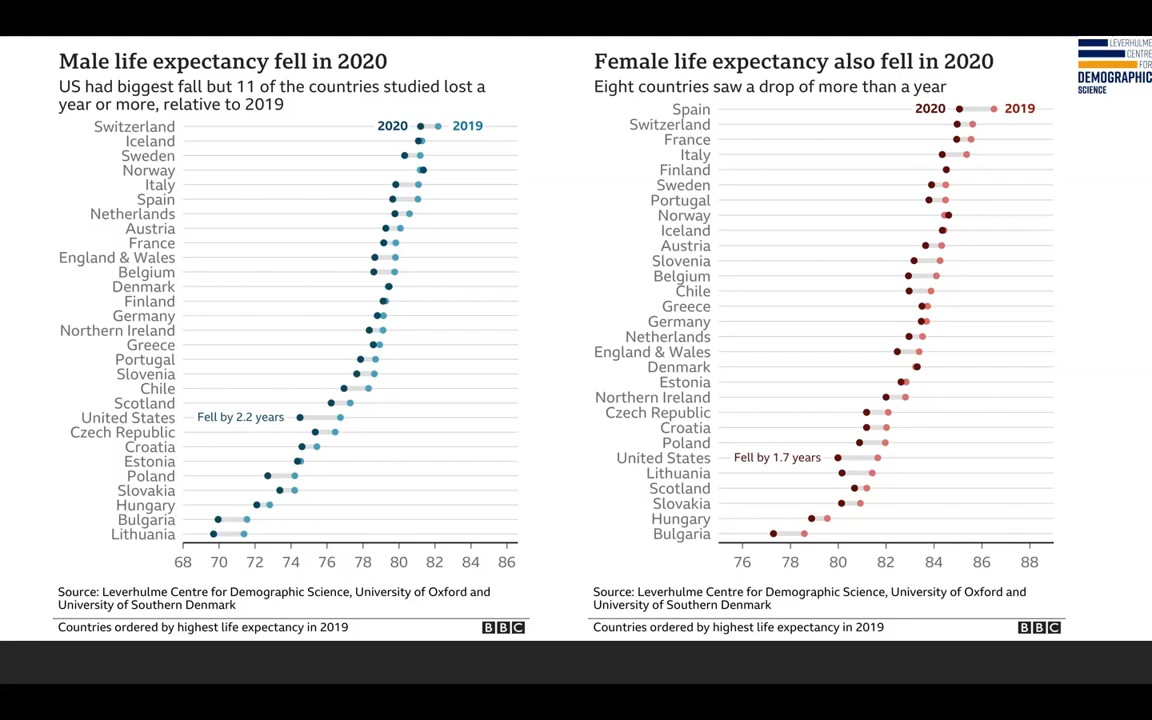 Male life expectancy fell in 2020
US had biggest fall but 11 of the countries studied lost a
year or more, relative to 2019
Switzerland
2020
2019
Iceland
Sweden
Norway
Italy
Spain
Netherlands
Austria
France
England & Wales
Belgium
Denmark
Finland
Germany
Northern Ireland
Greece
Portugal
Slovenia
Chile
Scotland
United States
Fell by 2.2 years
Czech Republic
Croatia
Estonia
Poland
Slovakia
Hungary
Bulgaria
Lithuania
68 70 72 74 76 78 80 82 84 86
Source: Leverhulme Centre for Demographic Science, University of Oxford and
University of Southern Denmark
Countries ordered by highest life expectancy in 2019
BBC
Female life expectancy also fell in 2020
Eight countries saw a drop of more than a year
Spain
2020
2019
Switzerland
France
Italy
Finland
Sweden
Portugal
Norway
Iceland
Austria
Slovenia
Belgium
Chile
Greece
Germany
Netherlands
England & Wales
Denmark
Estonia
Northern Ireland
Czech Republic
Croatia
Poland
United States
Fell by 1.7 years
Lithuania
Scotland
Slovakia
Hungary
Bulgaria
76 78 80 82 84 86 88
Source: Leverhulme Centre for Demographic Science, University of Oxford and
University of Southern Denmark
Countries ordered by highest life expectancy in 2019
BBC
LEVERHULME
CENTRE
FOR
DEMOGRAPHIC
SCIENCE